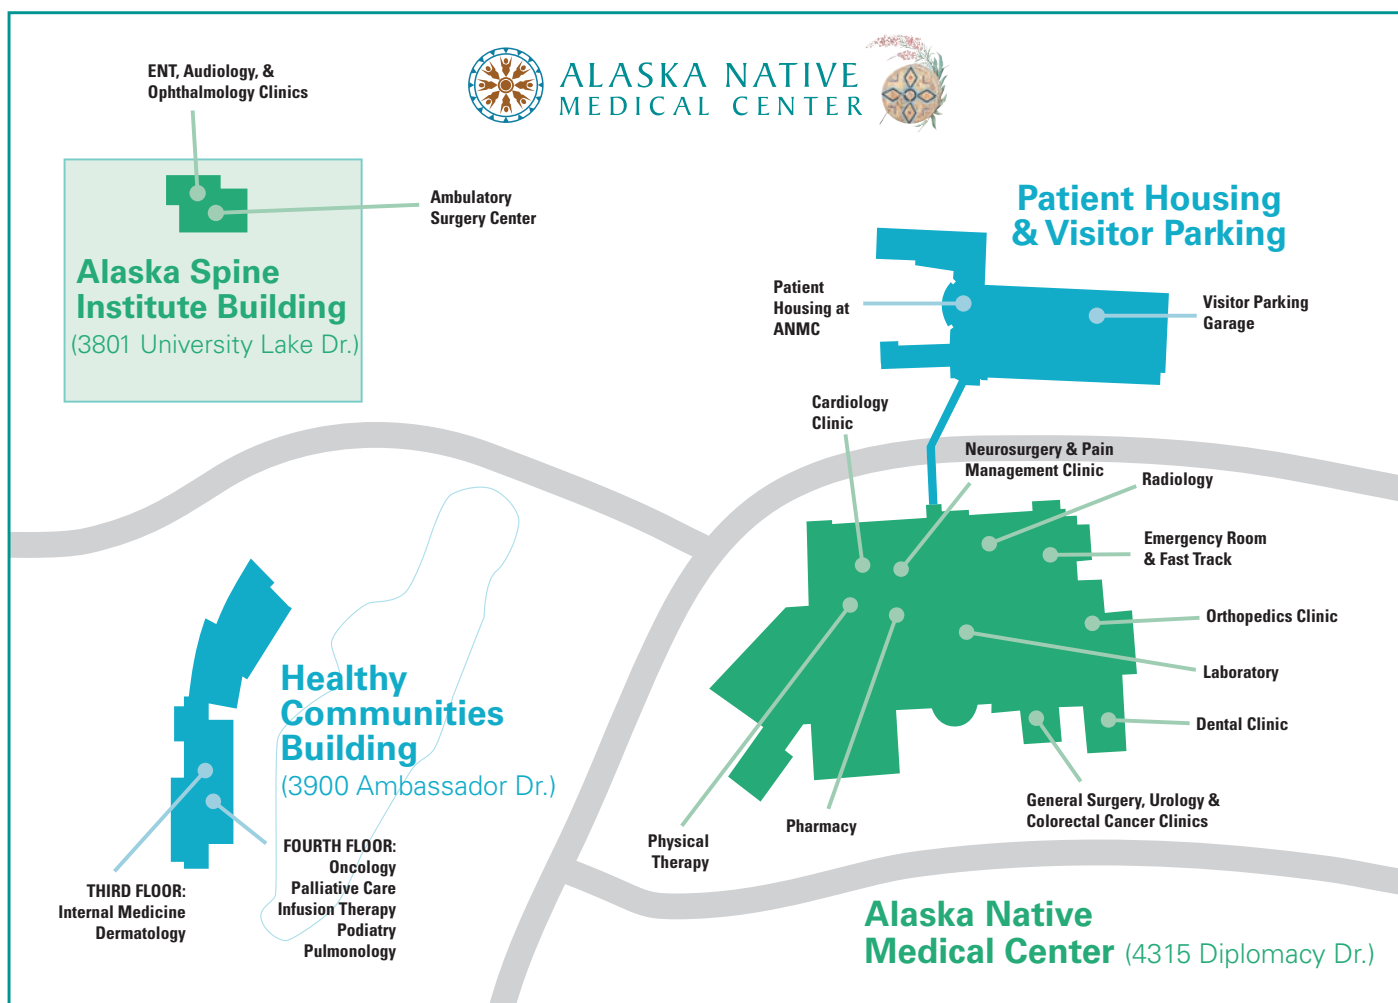 ALASKA NATIVE
MEDICAL CENTER
ENT, Audiology, &
Ophthalmology Clinics
Ambulatory
Surgery Center
Alaska Spine
Institute Building
(3801 University Lake Dr.)
Patient Housing
& Visitor Parking
Patient
Housing at
ANMC
Visitor Parking
Garage
Cardiology
Clinic
Neurosurgery & Pain
Management Clinic
Radiology
Emergency Room
& Fast Track
Orthopedics Clinic
Laboratory
Dental Clinic
General Surgery, Urology &
Colorectal Cancer Clinics
Pharmacy
Physical
Therapy
Healthy
Communities
Building
(3900 Ambassador Dr.)
FOURTH FLOOR:
Oncology
Palliative Care
Infusion Therapy
Podiatry
Pulmonology
THIRD FLOOR:
Internal Medicine
Dermatology
Alaska Native
Medical Center (4315 Diplomacy Dr.)